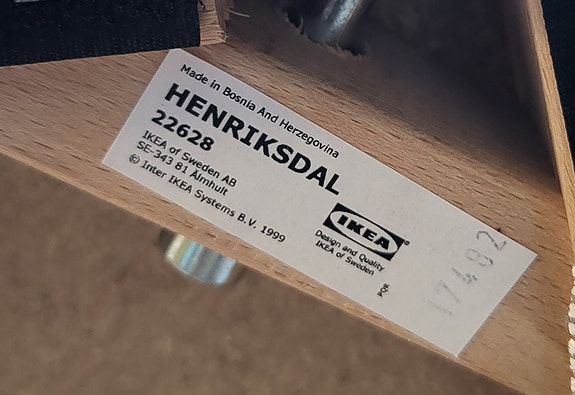 Made in Bosnia And Herzegovina
HENRIKSDAL
22628
IKEA of Sweden AB
SE-343 81 Älmhult
© Inter IKEA Systems B.V. 1999
IKEA®
Design and Quality
IKEA of Sweden
PQR
17482